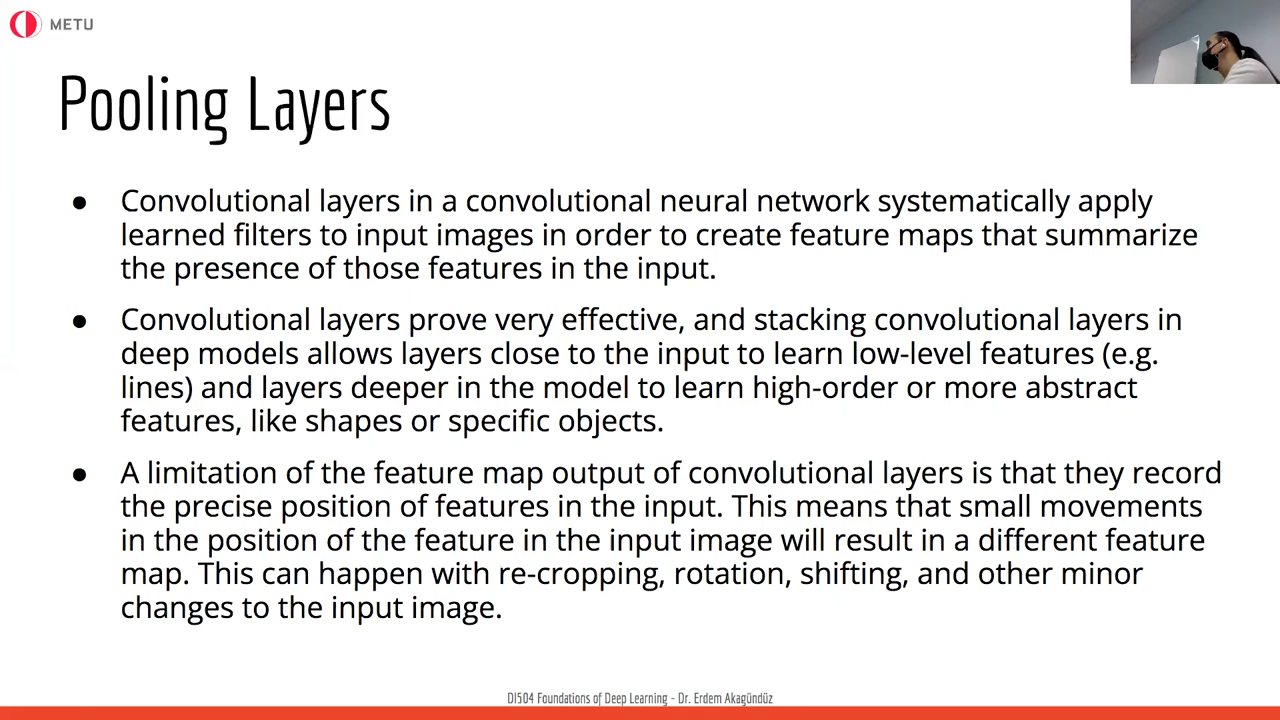 METU
Pooling Layers
● Convolutional layers in a convolutional neural network systematically apply
learned filters to input images in order to create feature maps that summarize
the presence of those features in the input.
● Convolutional layers prove very effective, and stacking convolutional layers in
deep models allows layers close to the input to learn low-level features (e.g.
lines) and layers deeper in the model to learn high-order or more abstract
features, like shapes or specific objects.
● A limitation of the feature map output of convolutional layers is that they record
the precise position of features in the input. This means that small movements
in the position of the feature in the input image will result in a different feature
map. This can happen with re-cropping, rotation, shifting, and other minor
changes to the input image.
DI504 Foundations of Deep Learning - Dr. Erdem Akagündüz